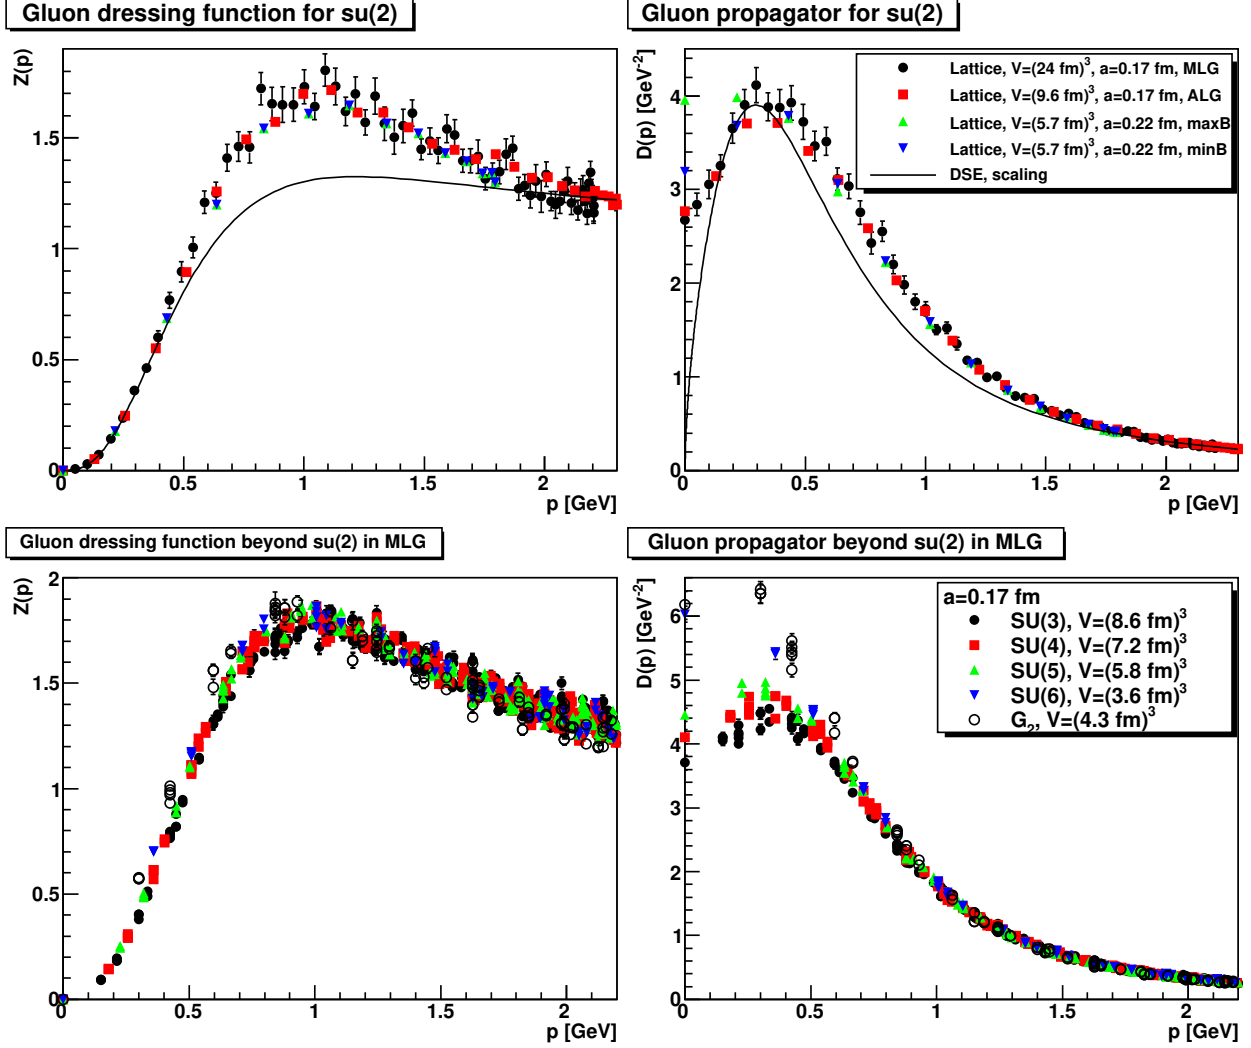 Gluon dressing function for su(2)
Z(p)
1.5
1
0.5
0
0
0.5
1
1.5
2
p [GeV]
Gluon propagator for su(2)
D(p) [GeV⁻²]
4
3
2
1
0
0
0.5
1
1.5
2
p [GeV]
Lattice, V=(24 fm)³, a=0.17 fm, MLG
Lattice, V=(9.6 fm)³, a=0.17 fm, ALG
Lattice, V=(5.7 fm)³, a=0.22 fm, maxB
Lattice, V=(5.7 fm)³, a=0.22 fm, minB
DSE, scaling
Gluon dressing function beyond su(2) in MLG
Z(p)
2
1.5
1
0.5
0
0
0.5
1
1.5
2
p [GeV]
Gluon propagator beyond su(2) in MLG
D(p) [GeV⁻²]
6
5
4
3
2
1
0
0
0.5
1
1.5
2
p [GeV]
a=0.17 fm
SU(3), V=(8.6 fm)³
SU(4), V=(7.2 fm)³
SU(5), V=(5.8 fm)³
SU(6), V=(3.6 fm)³
G₂, V=(4.3 fm)³